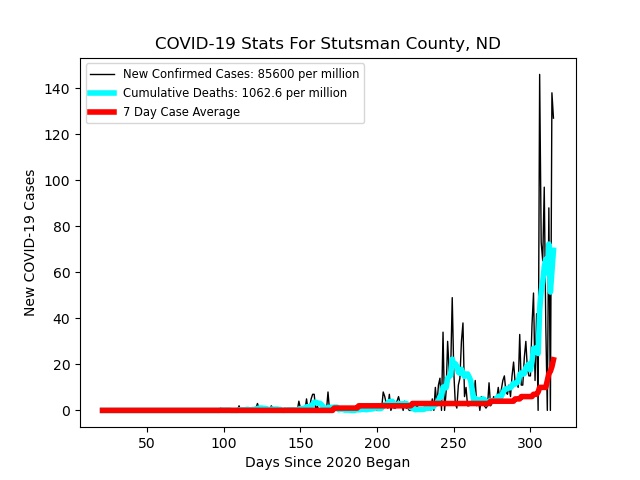 COVID-19 Stats For Stutsman County, ND
New Confirmed Cases: 85600 per million
Cumulative Deaths: 1062.6 per million
7 Day Case Average
140
120
100
80
60
40
20
0
New COVID-19 Cases
50 100 150 200 250 300
Days Since 2020 Began